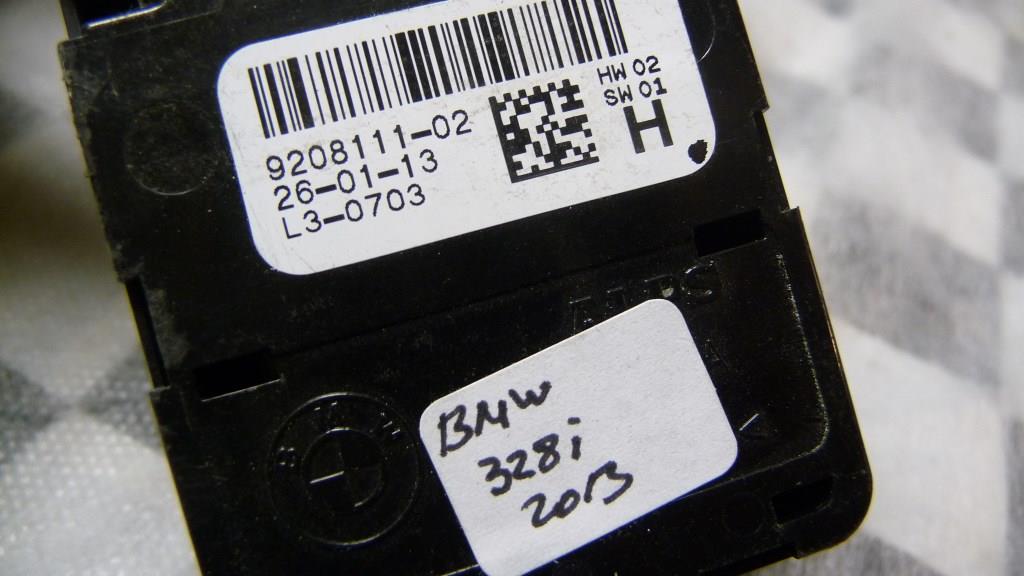 HW 02
SW 01
H
9208111-02
26-01-13
L3-0703
BMW
328i
2013